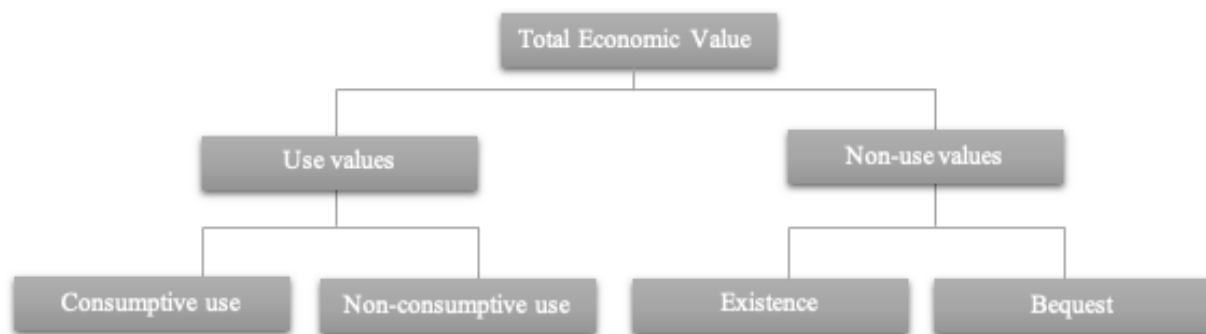 Total Economic Value
Use values
Non-use values
Consumptive use
Non-consumptive use
Existence
Bequest